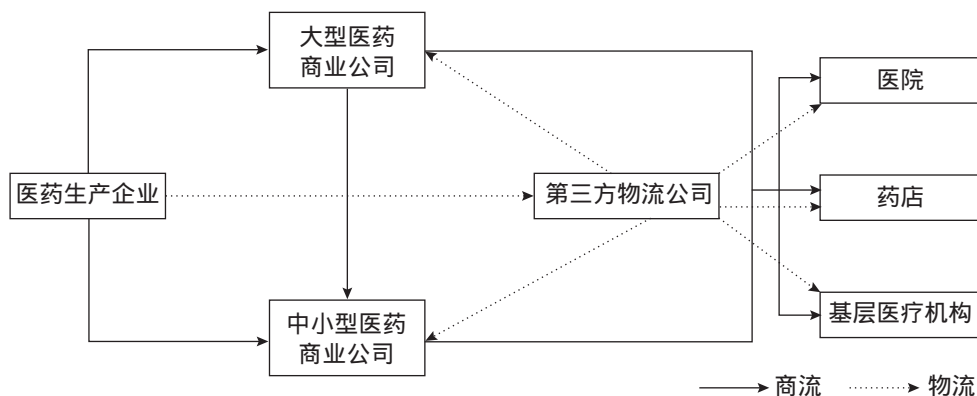 大型医药
商业公司
医院
医药生产企业
第三方物流公司
药店
中小型医药
商业公司
基层医疗机构
商流
物流